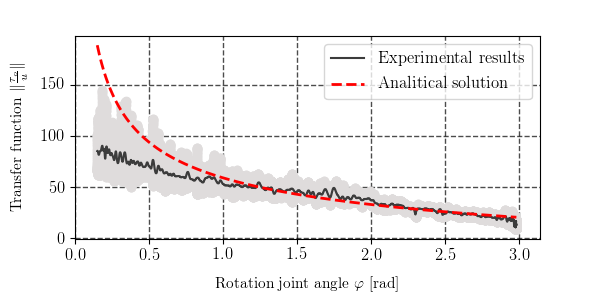 Experimental results
Analitical solution
Transfer function ‖τ_m/u‖
150
100
50
0
0.0 0.5 1.0 1.5 2.0 2.5 3.0
Rotation joint angle φ [rad]